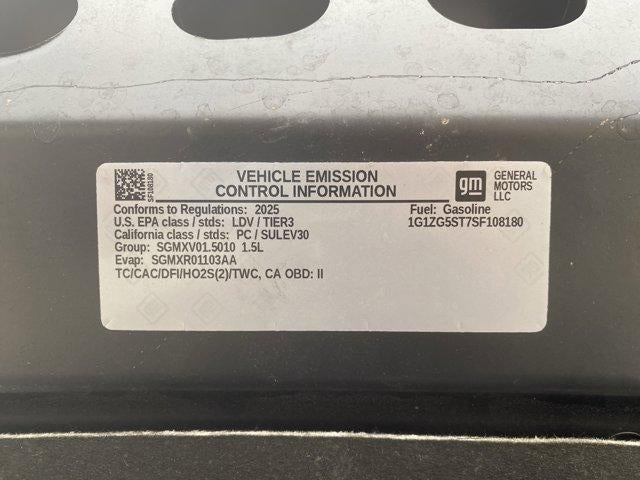 SF108180
VEHICLE EMISSION
CONTROL INFORMATION
gm
GENERAL
MOTORS
LLC
Conforms to Regulations: 2025
Fuel: Gasoline
U.S. EPA class / stds: LDV / TIER3
1G1ZG5ST7SF108180
California class / stds: PC / SULEV30
Group: SGMXV01.5010 1.5L
Evap: SGMXR01103AA
TC/CAC/DFI/HO2S(2)/TWC, CA OBD: II